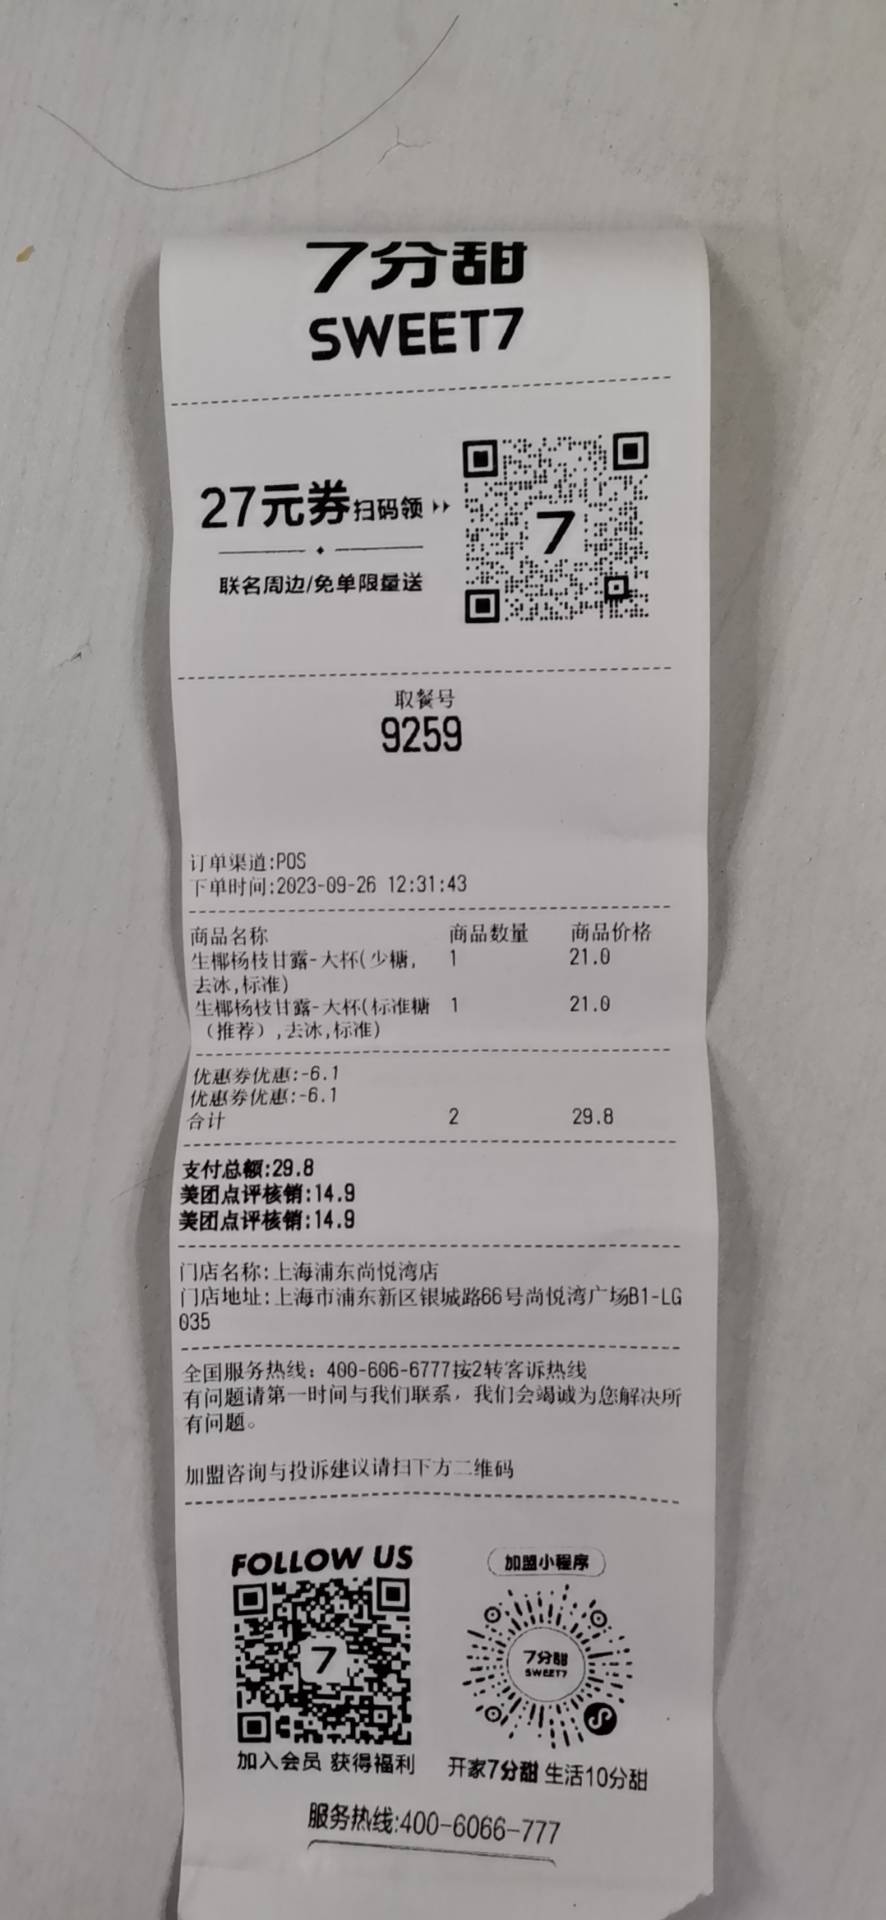 7分甜
SWEET7
27元券扫码领
联名周边/免单限量送
7
取餐号
9259
订单渠道:POS
下单时间:2023-09-26 12:31:43
商品名称 商品数量 商品价格
生椰杨枝甘露-大杯(少糖, 1 21.0
去冰,标准)
生椰杨枝甘露-大杯(标准糖 1 21.0
（推荐）,去冰,标准)
优惠券优惠:-6.1
优惠券优惠:-6.1
合计 2 29.8
支付总额:29.8
美团点评核销:14.9
美团点评核销:14.9
门店名称:上海浦东尚悦湾店
门店地址:上海市浦东新区银城路66号尚悦湾广场B1-LG
035
全国服务热线：400-606-6777按2转客诉热线
有问题请第一时间与我们联系，我们会竭诚为您解决所
有问题。
加盟咨询与投诉建议请扫下方二维码
FOLLOW US 加盟小程序
7 7分甜
SWEET7
加入会员 获得福利 开家7分甜 生活10分甜
服务热线:400-6066-777